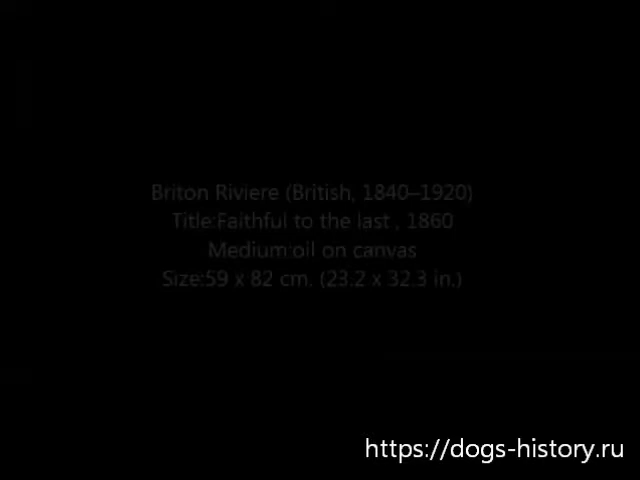 Briton Riviere (British, 1840–1920)
Title:Faithful to the last , 1860
Medium:oil on canvas
Size:59 x 82 cm. (23.2 x 32.3 in.)
https://dogs-history.ru